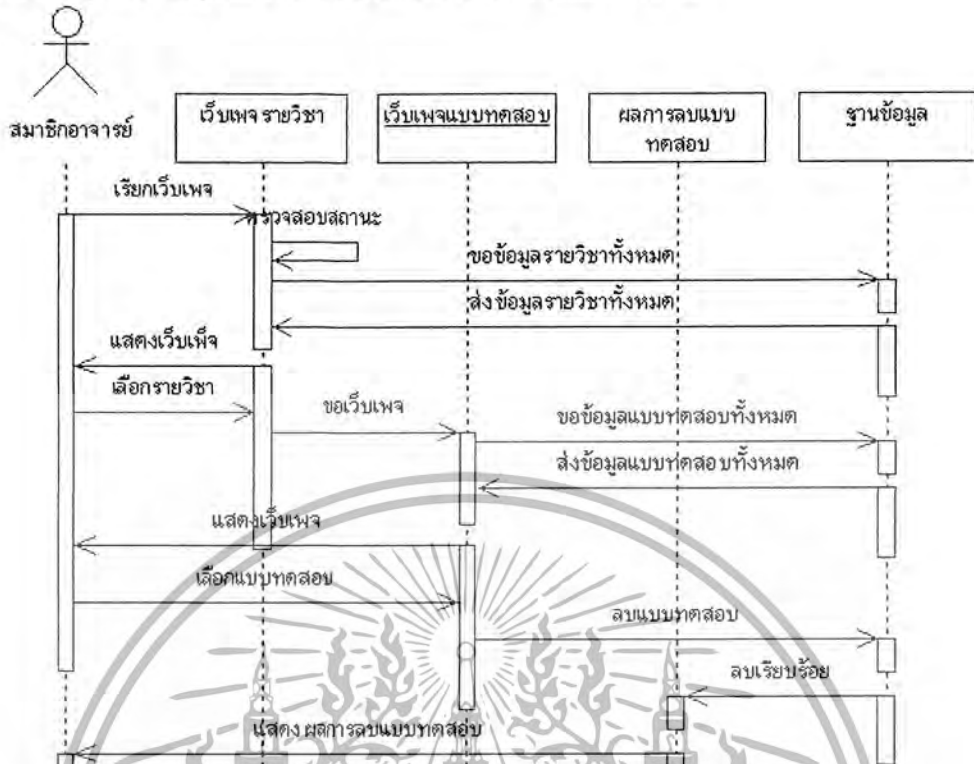 สมาชิกอาจารย์
เว็บเพจรายวิชา
เว็บเพจแบบทดสอบ
ผลการลบแบบ
ทดสอบ
ฐานข้อมูล
เรียกเว็บเพจ
ตรวจสอบสถานะ
ขอข้อมูลรายวิชาทั้งหมด
ส่งข้อมูลรายวิชาทั้งหมด
แสดงเว็บเพ็จ
เลือกรายวิชา
ขอเว็บเพจ
ขอข้อมูลแบบทดสอบทั้งหมด
ส่งข้อมูลแบบทดสอบทั้งหมด
แสดงเว็บเพจ
เลือกแบบทดสอบ
ลบแบบทดสอบ
ลบเรียบร้อย
แสดง ผลการลบแบบทดสอบ